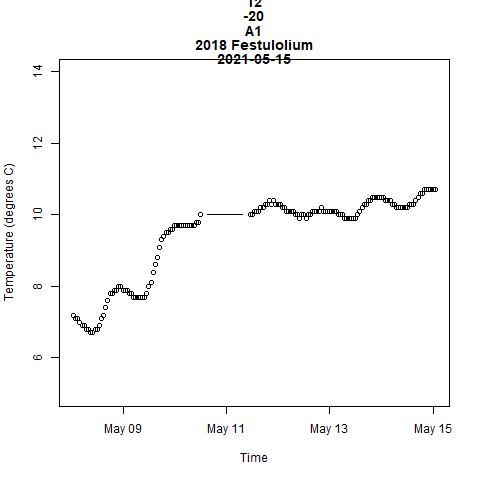 T2
-20
A1
2018 Festulolium
2021-05-15
14
12
10
8
6
Temperature (degrees C)
May 09
May 11
May 13
May 15
Time